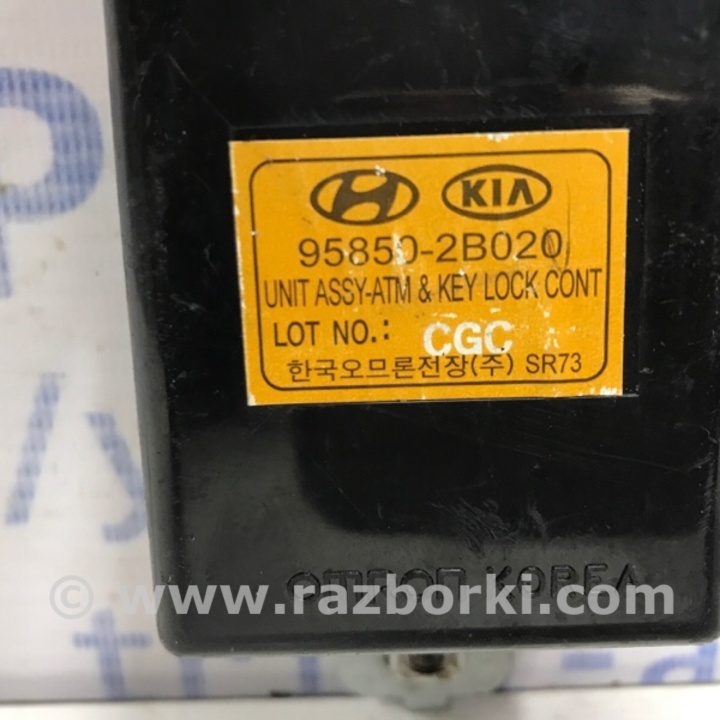 KIA
95850-2B020
UNIT ASSY-ATM & KEY LOCK CONT
LOT NO.: CGC
한국오므론전장(주) SR73
OMRON KOREA
© www.razborki.com